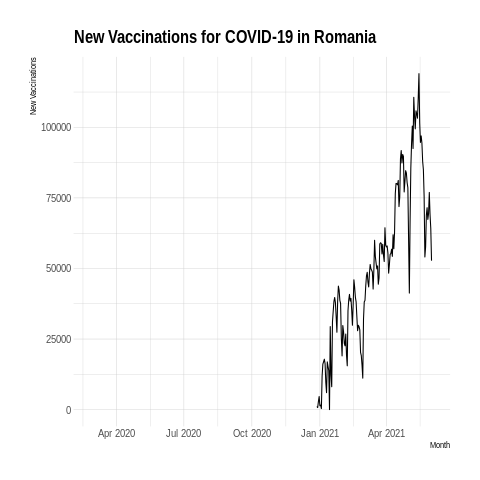 New Vaccinations for COVID-19 in Romania
New Vaccinations
100000
75000
50000
25000
0
Apr 2020 Jul 2020 Oct 2020 Jan 2021 Apr 2021
Month